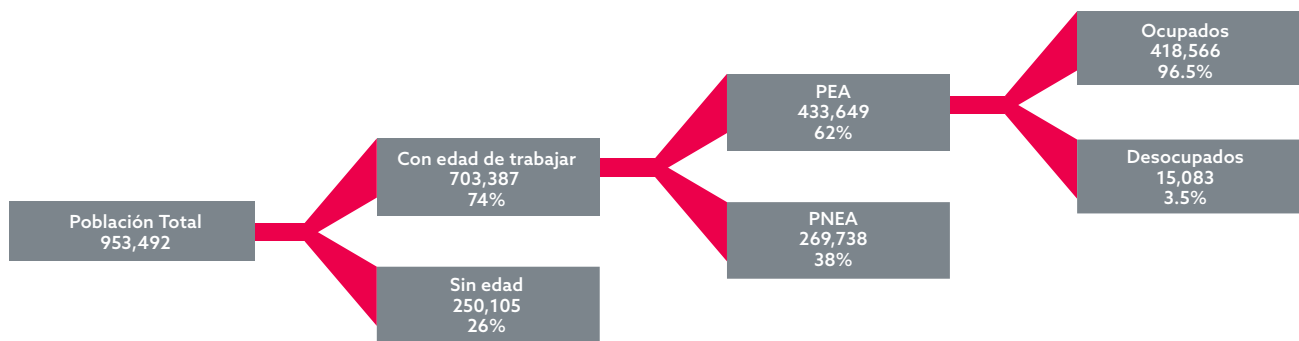 Población Total
953,492
Con edad de trabajar
703,387
74%
Sin edad
250,105
26%
PEA
433,649
62%
PNEA
269,738
38%
Ocupados
418,566
96.5%
Desocupados
15,083
3.5%